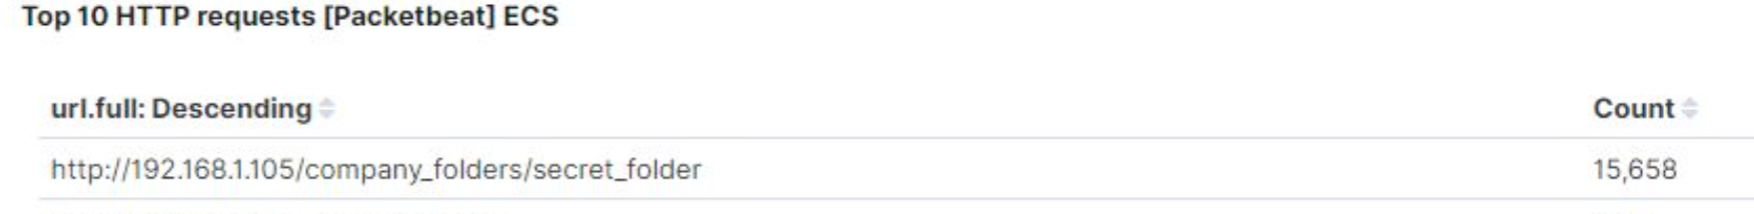 Top 10 HTTP requests [Packetbeat] ECS
url.full: Descending Count
http://192.168.1.105/company_folders/secret_folder 15,658